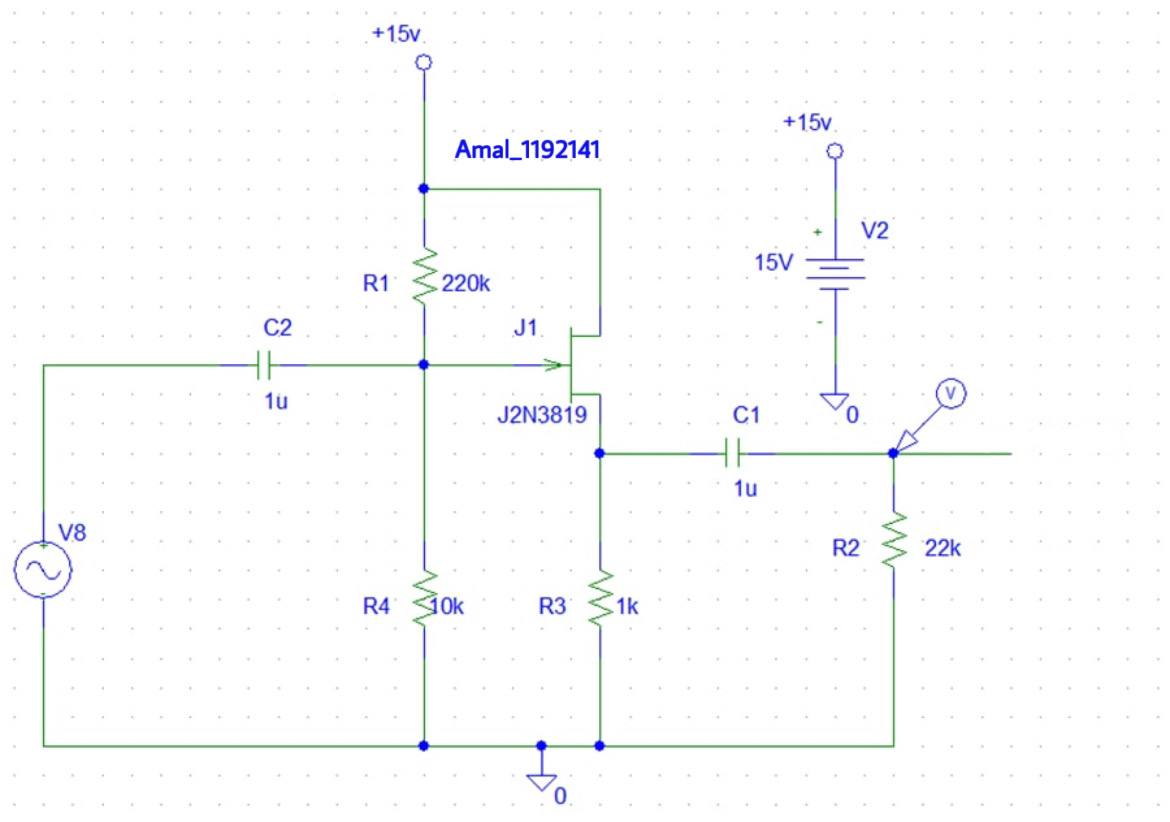 +15v
Amal_1192141
+15v
+
V2
15V
-
R1
220k
C2
1u
J1
J2N3819
0
V
C1
1u
V8
+
-
R2
22k
R4
10k
R3
1k
0